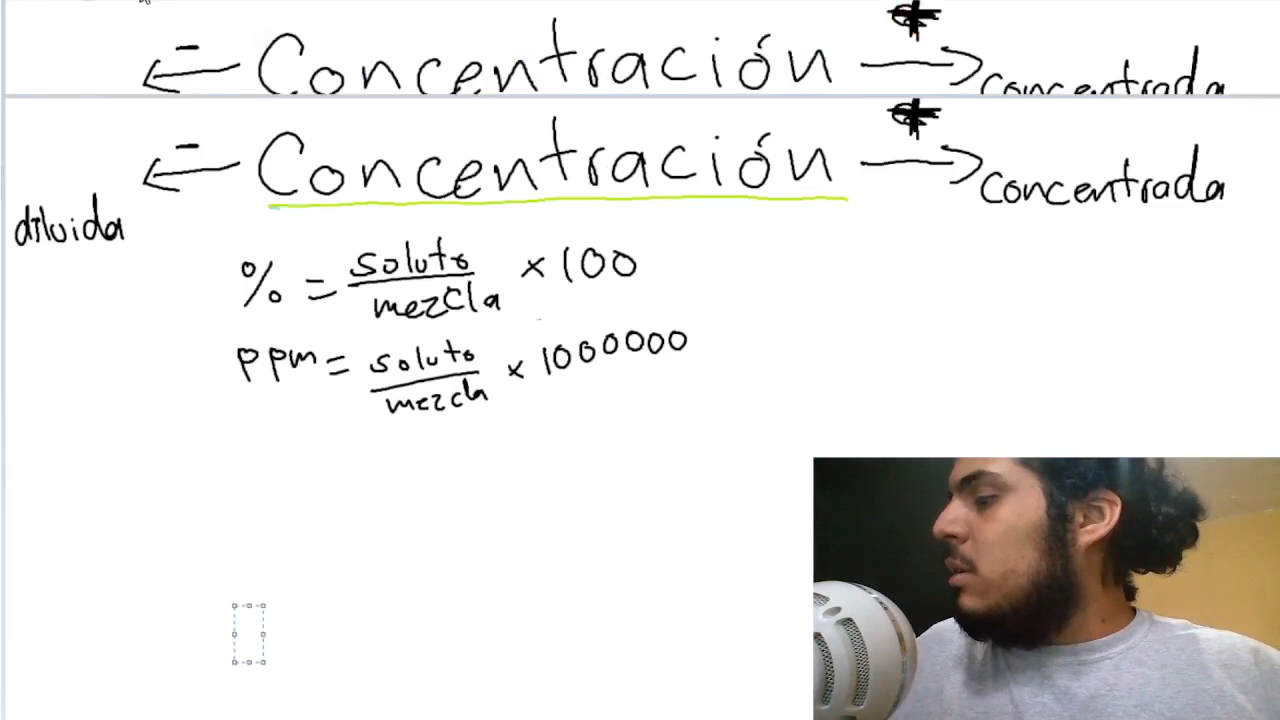 ← - Concentración + → concentrada
← - Concentración + → concentrada
diluida
% = soluto / mezcla × 100
ppm = soluto / mezcla × 1000000